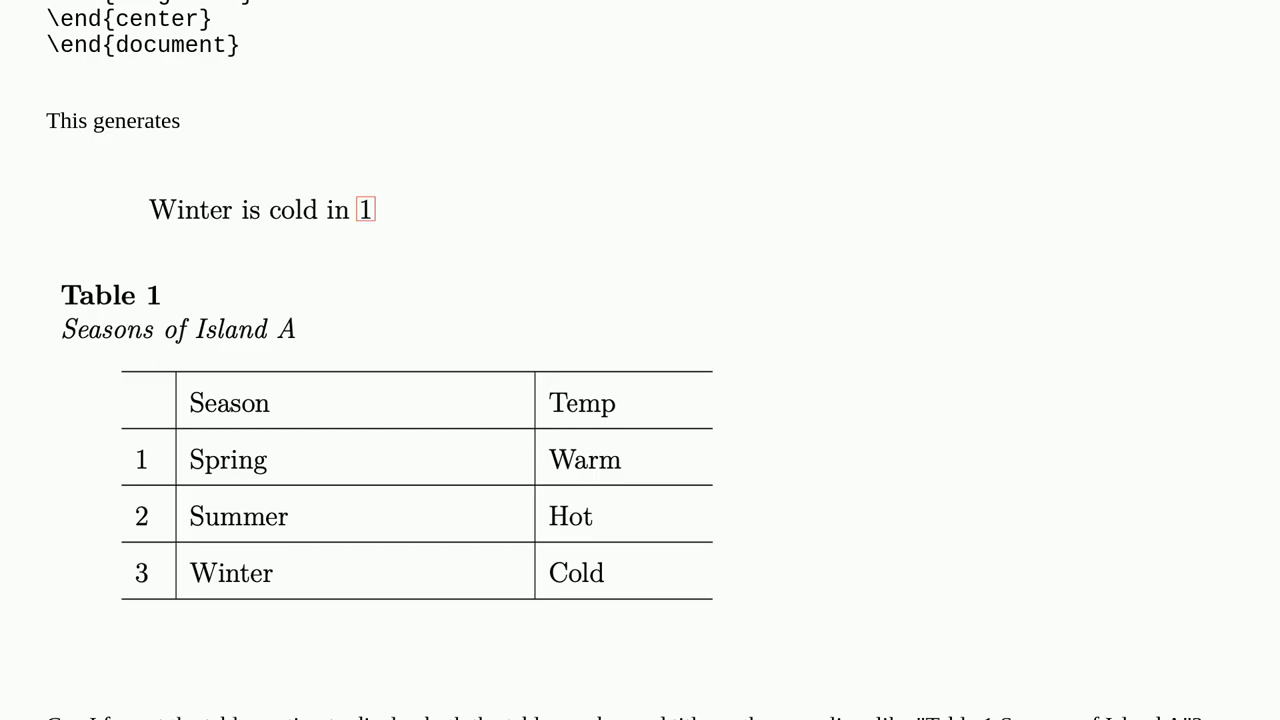 \end{center}
\end{document}
This generates
Winter is cold in 1
Table 1
Seasons of Island A
Season Temp
1 Spring Warm
2 Summer Hot
3 Winter Cold